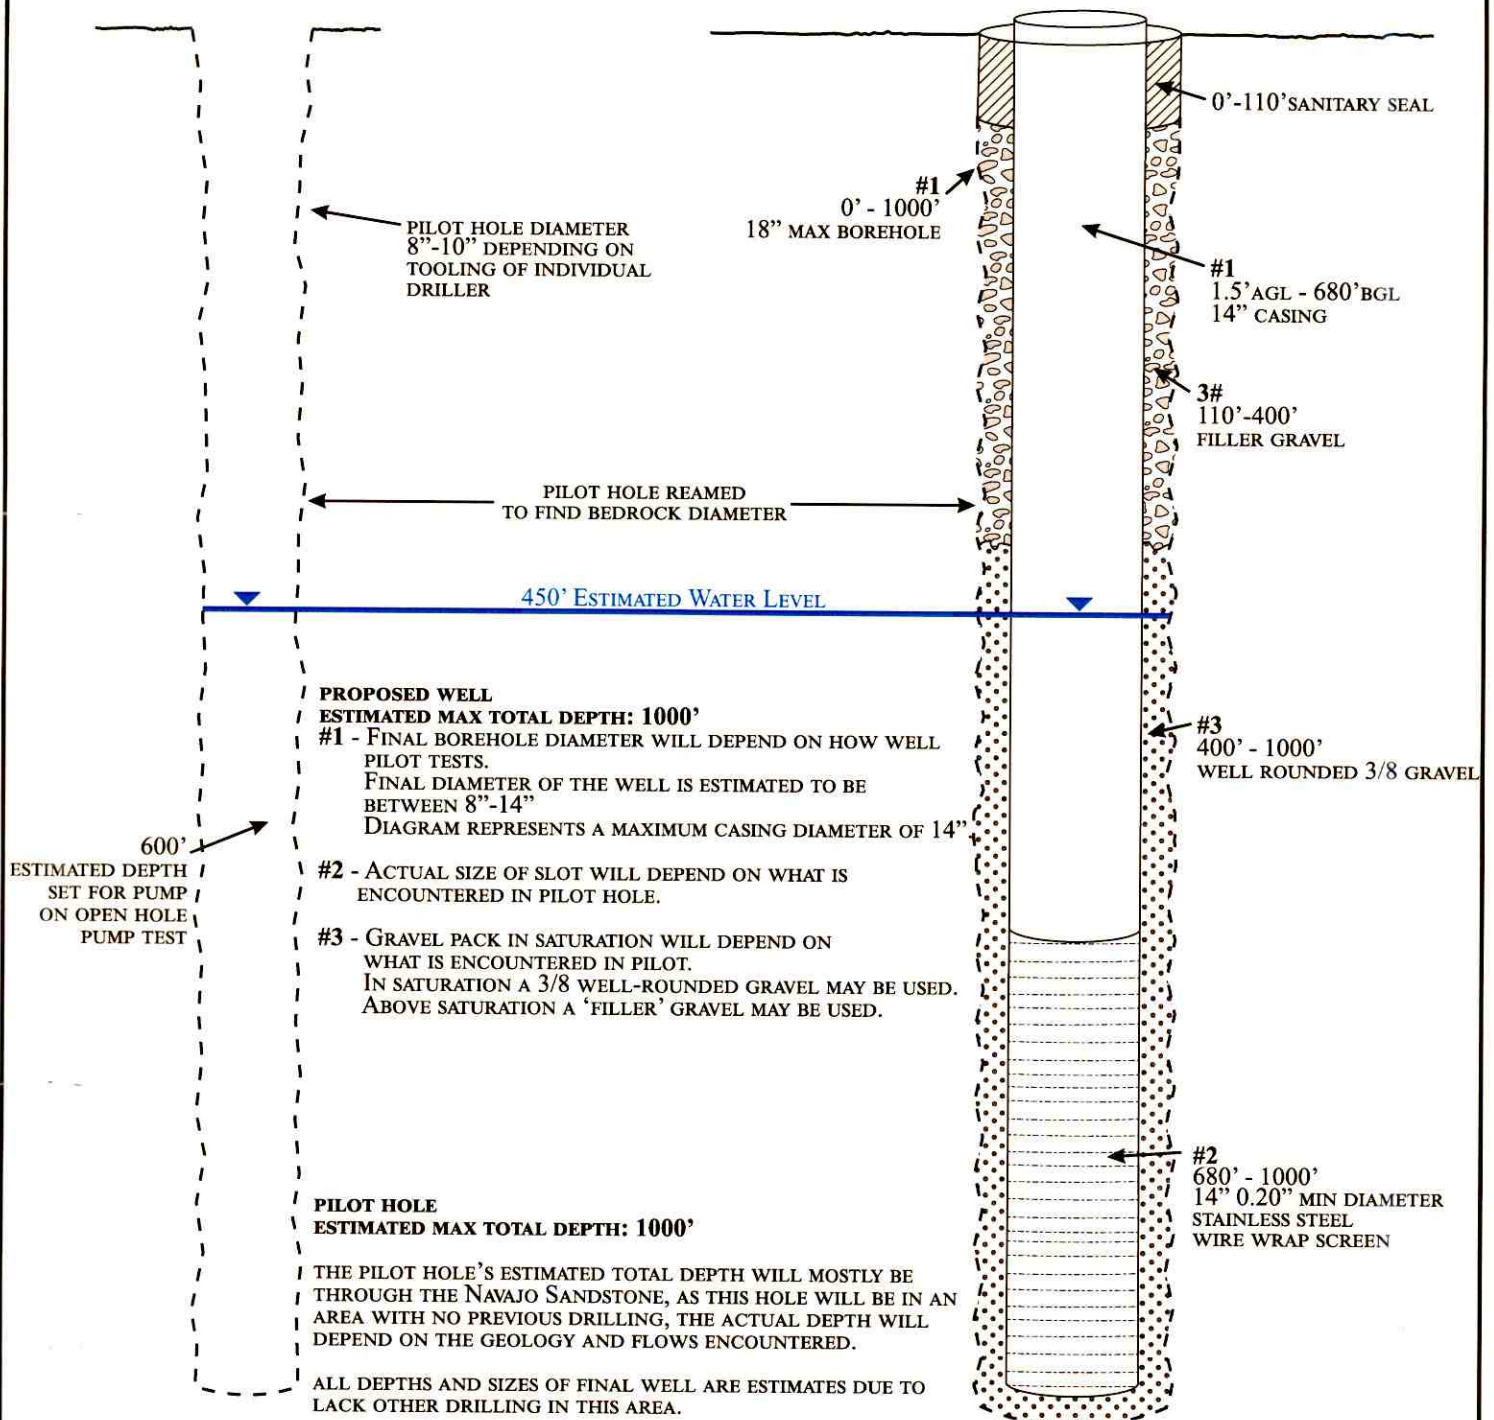 0'-110' SANITARY SEAL
#1
0' - 1000'
18" MAX BOREHOLE
PILOT HOLE DIAMETER
8"-10" DEPENDING ON
TOOLING OF INDIVIDUAL
DRILLER
#1
1.5'AGL - 680'BGL
14" CASING
3#
110'-400'
FILLER GRAVEL
PILOT HOLE REAMED
TO FIND BEDROCK DIAMETER
450' ESTIMATED WATER LEVEL
PROPOSED WELL
ESTIMATED MAX TOTAL DEPTH: 1000'
#1 - FINAL BOREHOLE DIAMETER WILL DEPEND ON HOW WELL
PILOT TESTS.
FINAL DIAMETER OF THE WELL IS ESTIMATED TO BE
BETWEEN 8"-14"
DIAGRAM REPRESENTS A MAXIMUM CASING DIAMETER OF 14".
#2 - ACTUAL SIZE OF SLOT WILL DEPEND ON WHAT IS
ENCOUNTERED IN PILOT HOLE.
#3 - GRAVEL PACK IN SATURATION WILL DEPEND ON
WHAT IS ENCOUNTERED IN PILOT.
IN SATURATION A 3/8 WELL-ROUNDED GRAVEL MAY BE USED.
ABOVE SATURATION A 'FILLER' GRAVEL MAY BE USED.
#3
400' - 1000'
WELL ROUNDED 3/8 GRAVEL
600'
ESTIMATED DEPTH
SET FOR PUMP
ON OPEN HOLE
PUMP TEST
#2
680' - 1000'
14" 0.20" MIN DIAMETER
STAINLESS STEEL
WIRE WRAP SCREEN
PILOT HOLE
ESTIMATED MAX TOTAL DEPTH: 1000'
THE PILOT HOLE'S ESTIMATED TOTAL DEPTH WILL MOSTLY BE
THROUGH THE NAVAJO SANDSTONE, AS THIS HOLE WILL BE IN AN
AREA WITH NO PREVIOUS DRILLING, THE ACTUAL DEPTH WILL
DEPEND ON THE GEOLOGY AND FLOWS ENCOUNTERED.
ALL DEPTHS AND SIZES OF FINAL WELL ARE ESTIMATES DUE TO
LACK OTHER DRILLING IN THIS AREA.